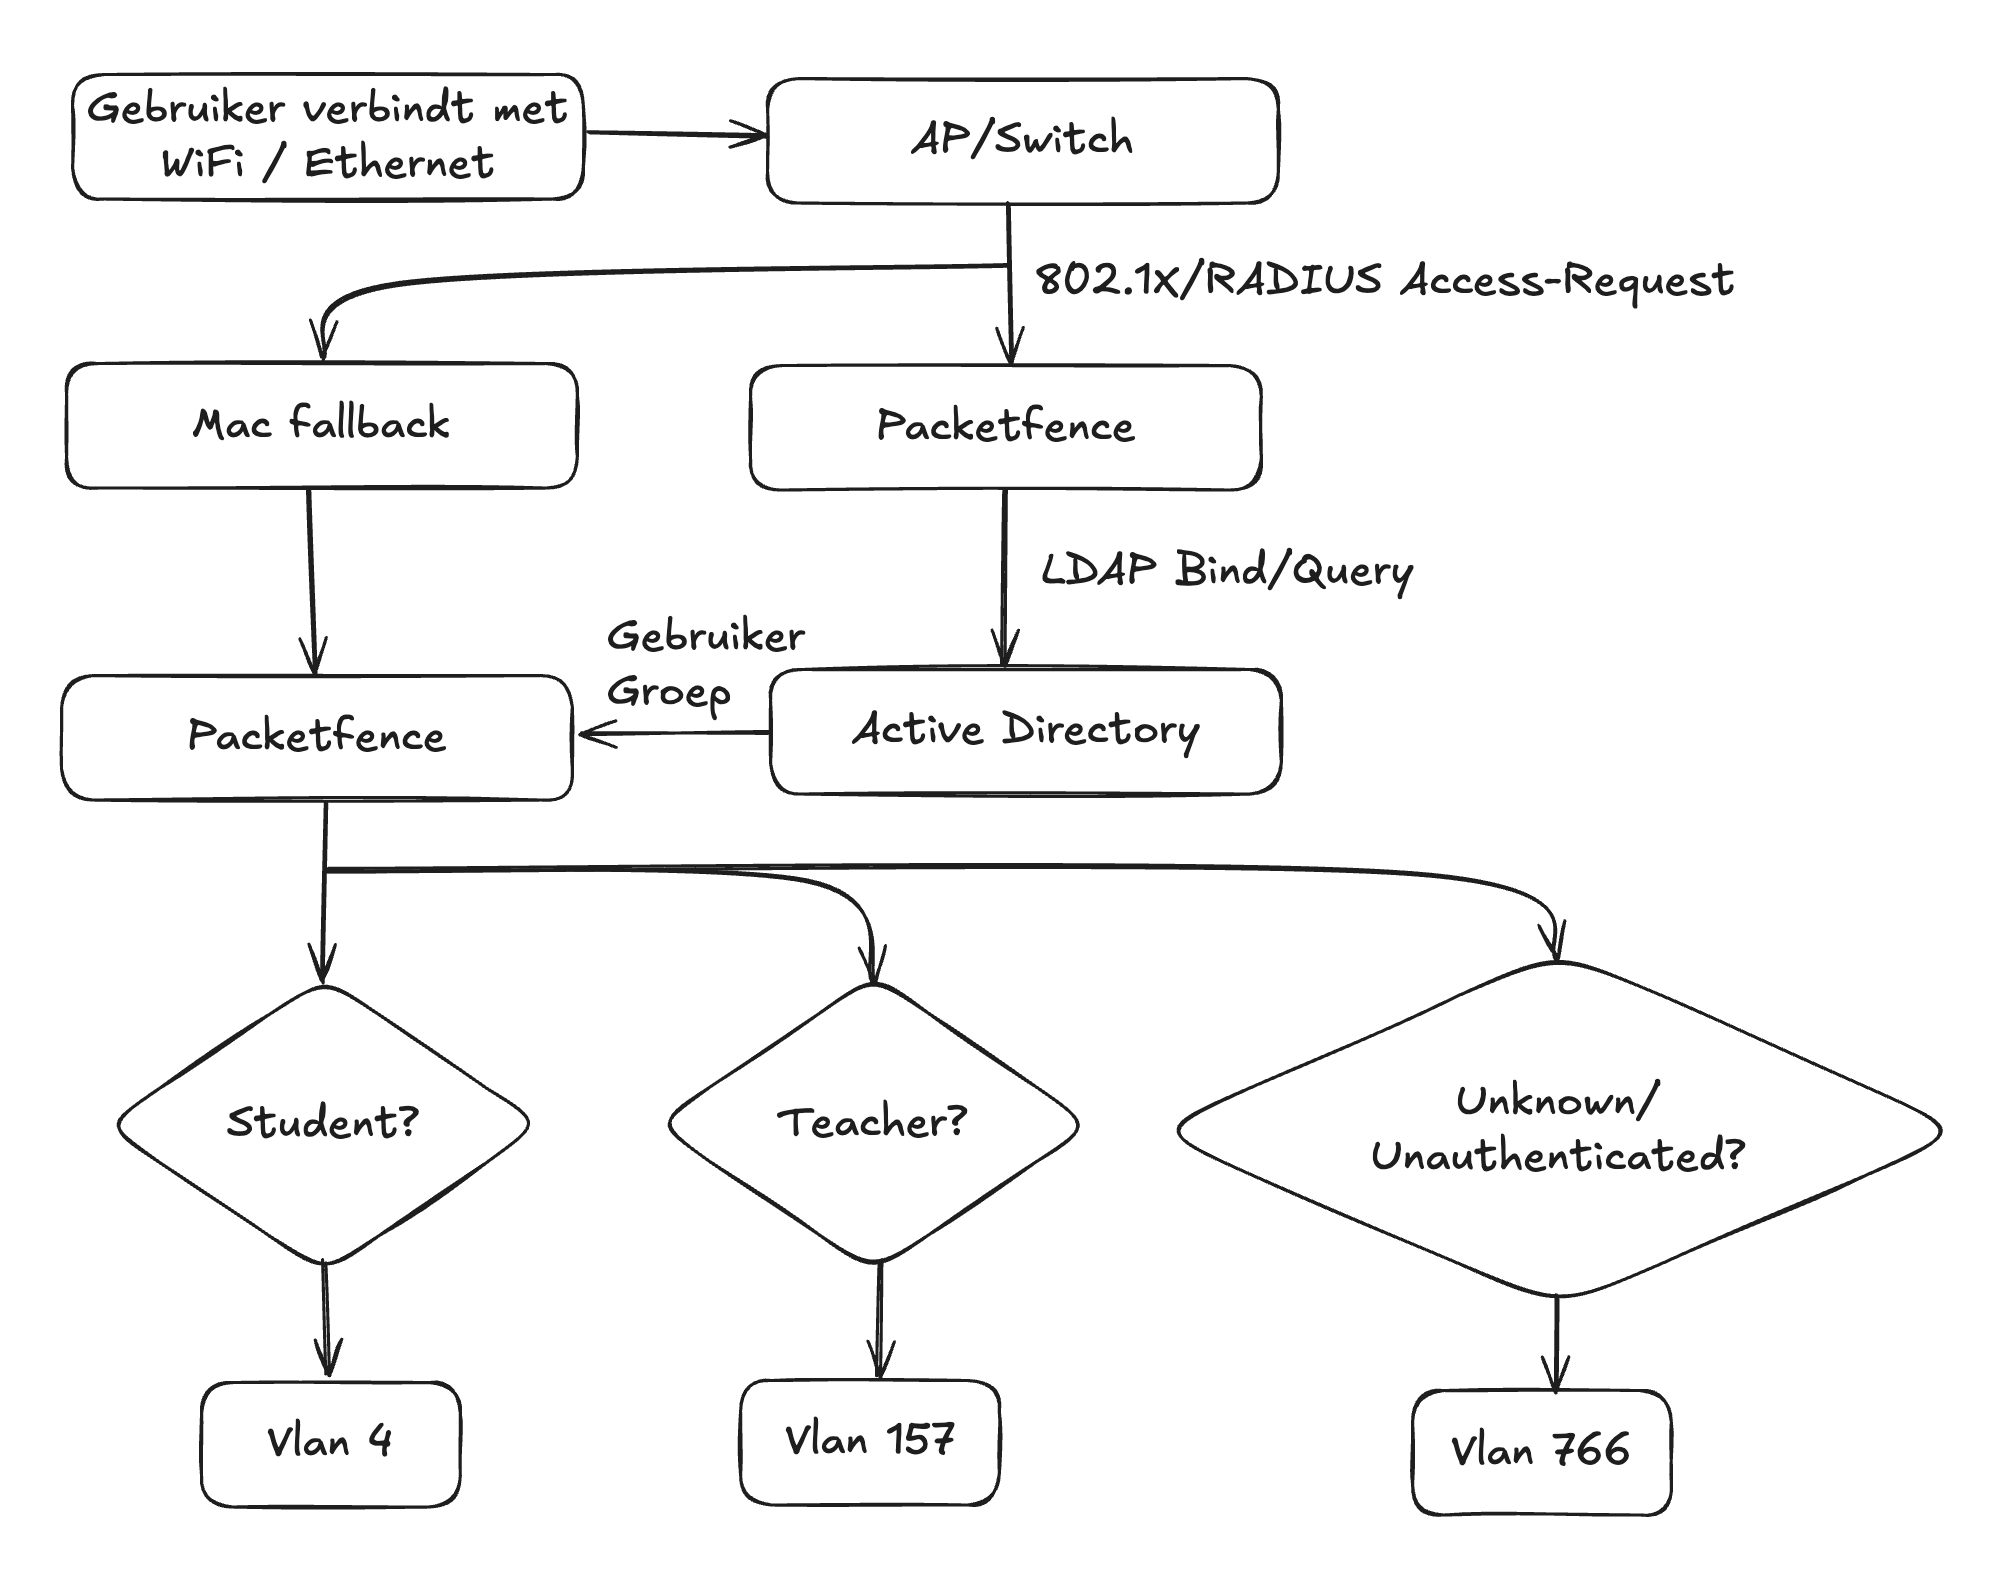 Gebruiker verbindt met
WiFi / Ethernet
AP/Switch
802.1X/RADIUS Access-Request
Mac fallback
Packetfence
LDAP Bind/Query
Gebruiker
Groep
Packetfence
Active Directory
Student?
Teacher?
Unknown/
Unauthenticated?
Vlan 4
Vlan 157
Vlan 766